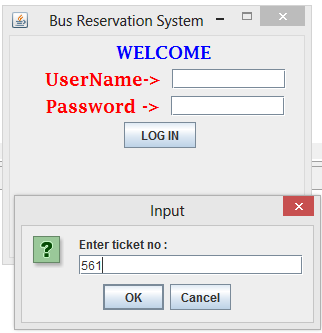 Bus Reservation System
WELCOME
UserName->
Password ->
LOG IN
Input
Enter ticket no :
561
OK Cancel